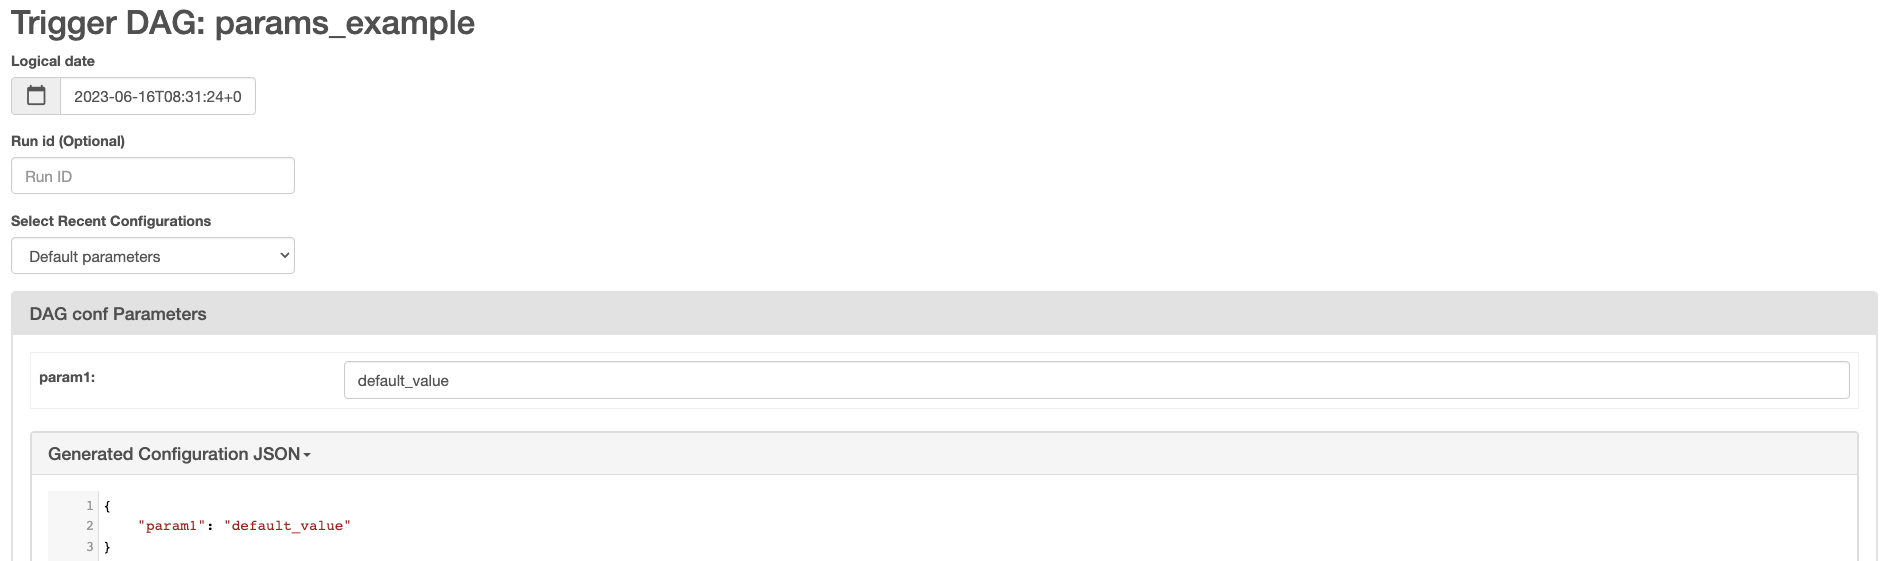 Trigger DAG: params_example
Logical date
2023-06-16T08:31:24+0
Run id (Optional)
Run ID
Select Recent Configurations
Default parameters
DAG conf Parameters
param1:
default_value
Generated Configuration JSON
1 {
2 "param1": "default_value"
3 }